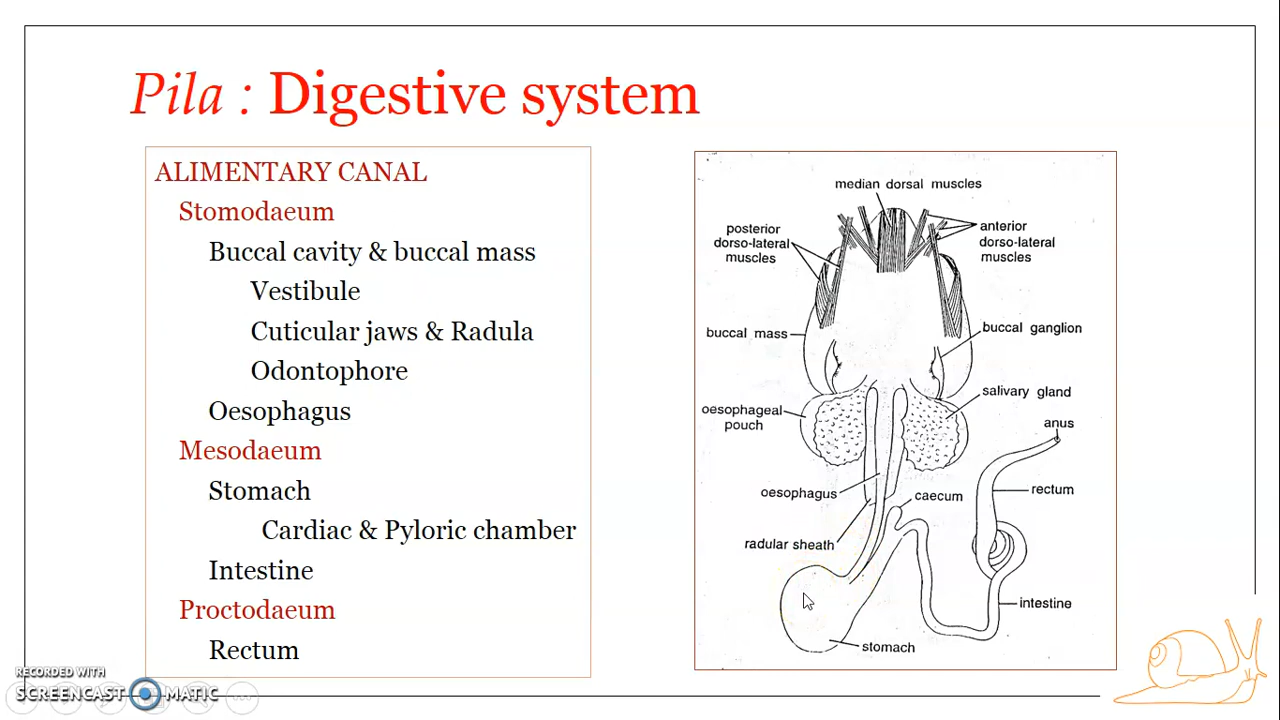 Pila : Digestive system
ALIMENTARY CANAL
Stomodaeum
Buccal cavity & buccal mass
Vestibule
Cuticular jaws & Radula
Odontophore
Oesophagus
Mesodaeum
Stomach
Cardiac & Pyloric chamber
Intestine
Proctodaeum
Rectum
median dorsal muscles
posterior
dorso-lateral
muscles
anterior
dorso-lateral
muscles
buccal mass
buccal ganglion
oesophageal
pouch
salivary gland
anus
oesophagus
caecum
rectum
radular sheath
intestine
stomach
RECORDED WITH
SCREENCAST MATIC